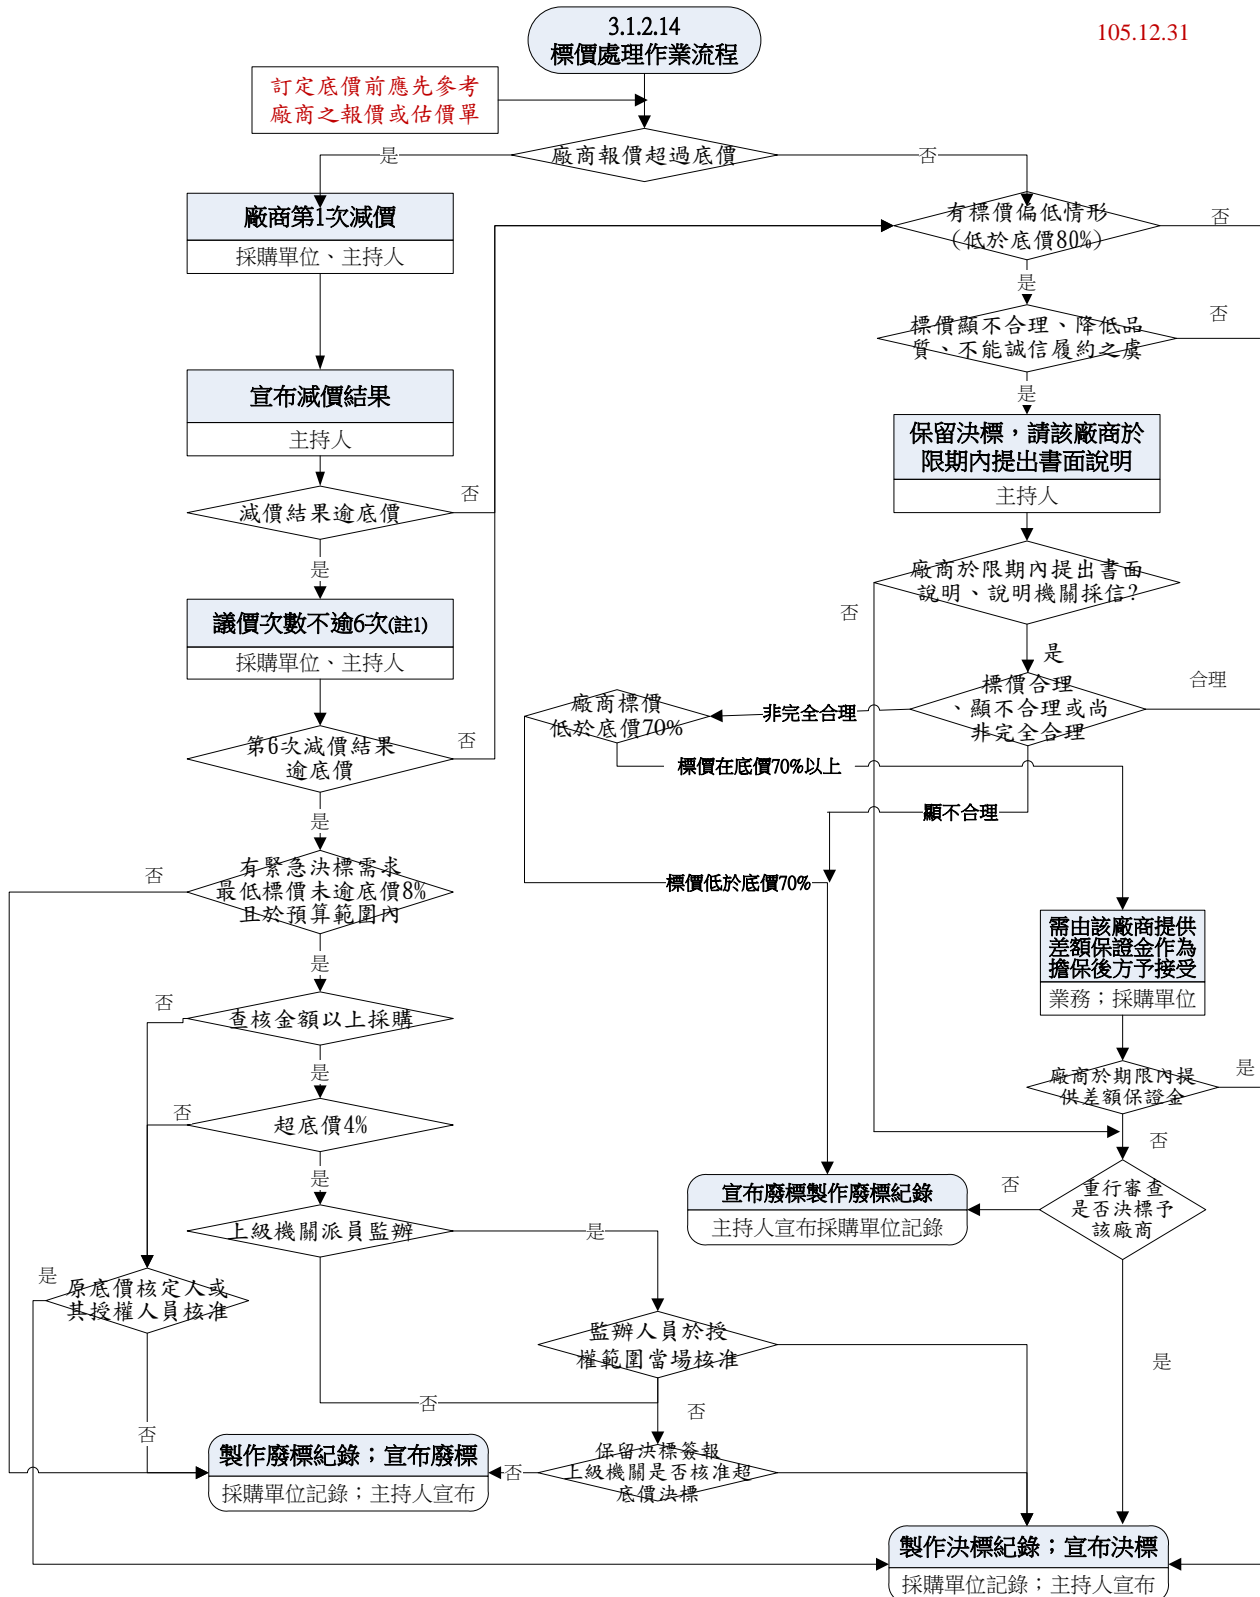 3.1.2.14
標價處理作業流程
105.12.31
訂定底價前應先參考
廠商之報價或估價單
廠商報價超過底價
是
否
廠商第1次減價
採購單位、主持人
有標價偏低情形
(低於底價80%)
否
是
標價顯不合理、降低品
質、不能誠信履約之虞
否
是
宣布減價結果
主持人
保留決標，請該廠商於
限期內提出書面說明
主持人
減價結果逾底價
否
是
廠商於限期內提出書面
說明、說明機關採信?
否
是
議價次數不逾6次(註1)
採購單位、主持人
標價合理
、顯不合理或尚
非完全合理
合理
非完全合理
廠商標價
低於底價70%
第6次減價結果
逾底價
否
是
標價在底價70%以上
顯不合理
標價低於底價70%
有緊急決標需求
最低標價未逾底價8%
且於預算範圍內
否
是
需由該廠商提供
差額保證金作為
擔保後方予接受
業務；採購單位
查核金額以上採購
否
是
廠商於期限內提
供差額保證金
是
否
超底價4%
否
是
重行審查
是否決標予
該廠商
否
是
宣布廢標製作廢標紀錄
主持人宣布採購單位記錄
上級機關派員監辦
是
否
原底價核定人或
其授權人員核准
是
否
監辦人員於授
權範圍當場核准
否
保留決標簽報
上級機關是否核准超
底價決標
否
製作廢標紀錄；宣布廢標
採購單位記錄；主持人宣布
製作決標紀錄；宣布決標
採購單位記錄；主持人宣布